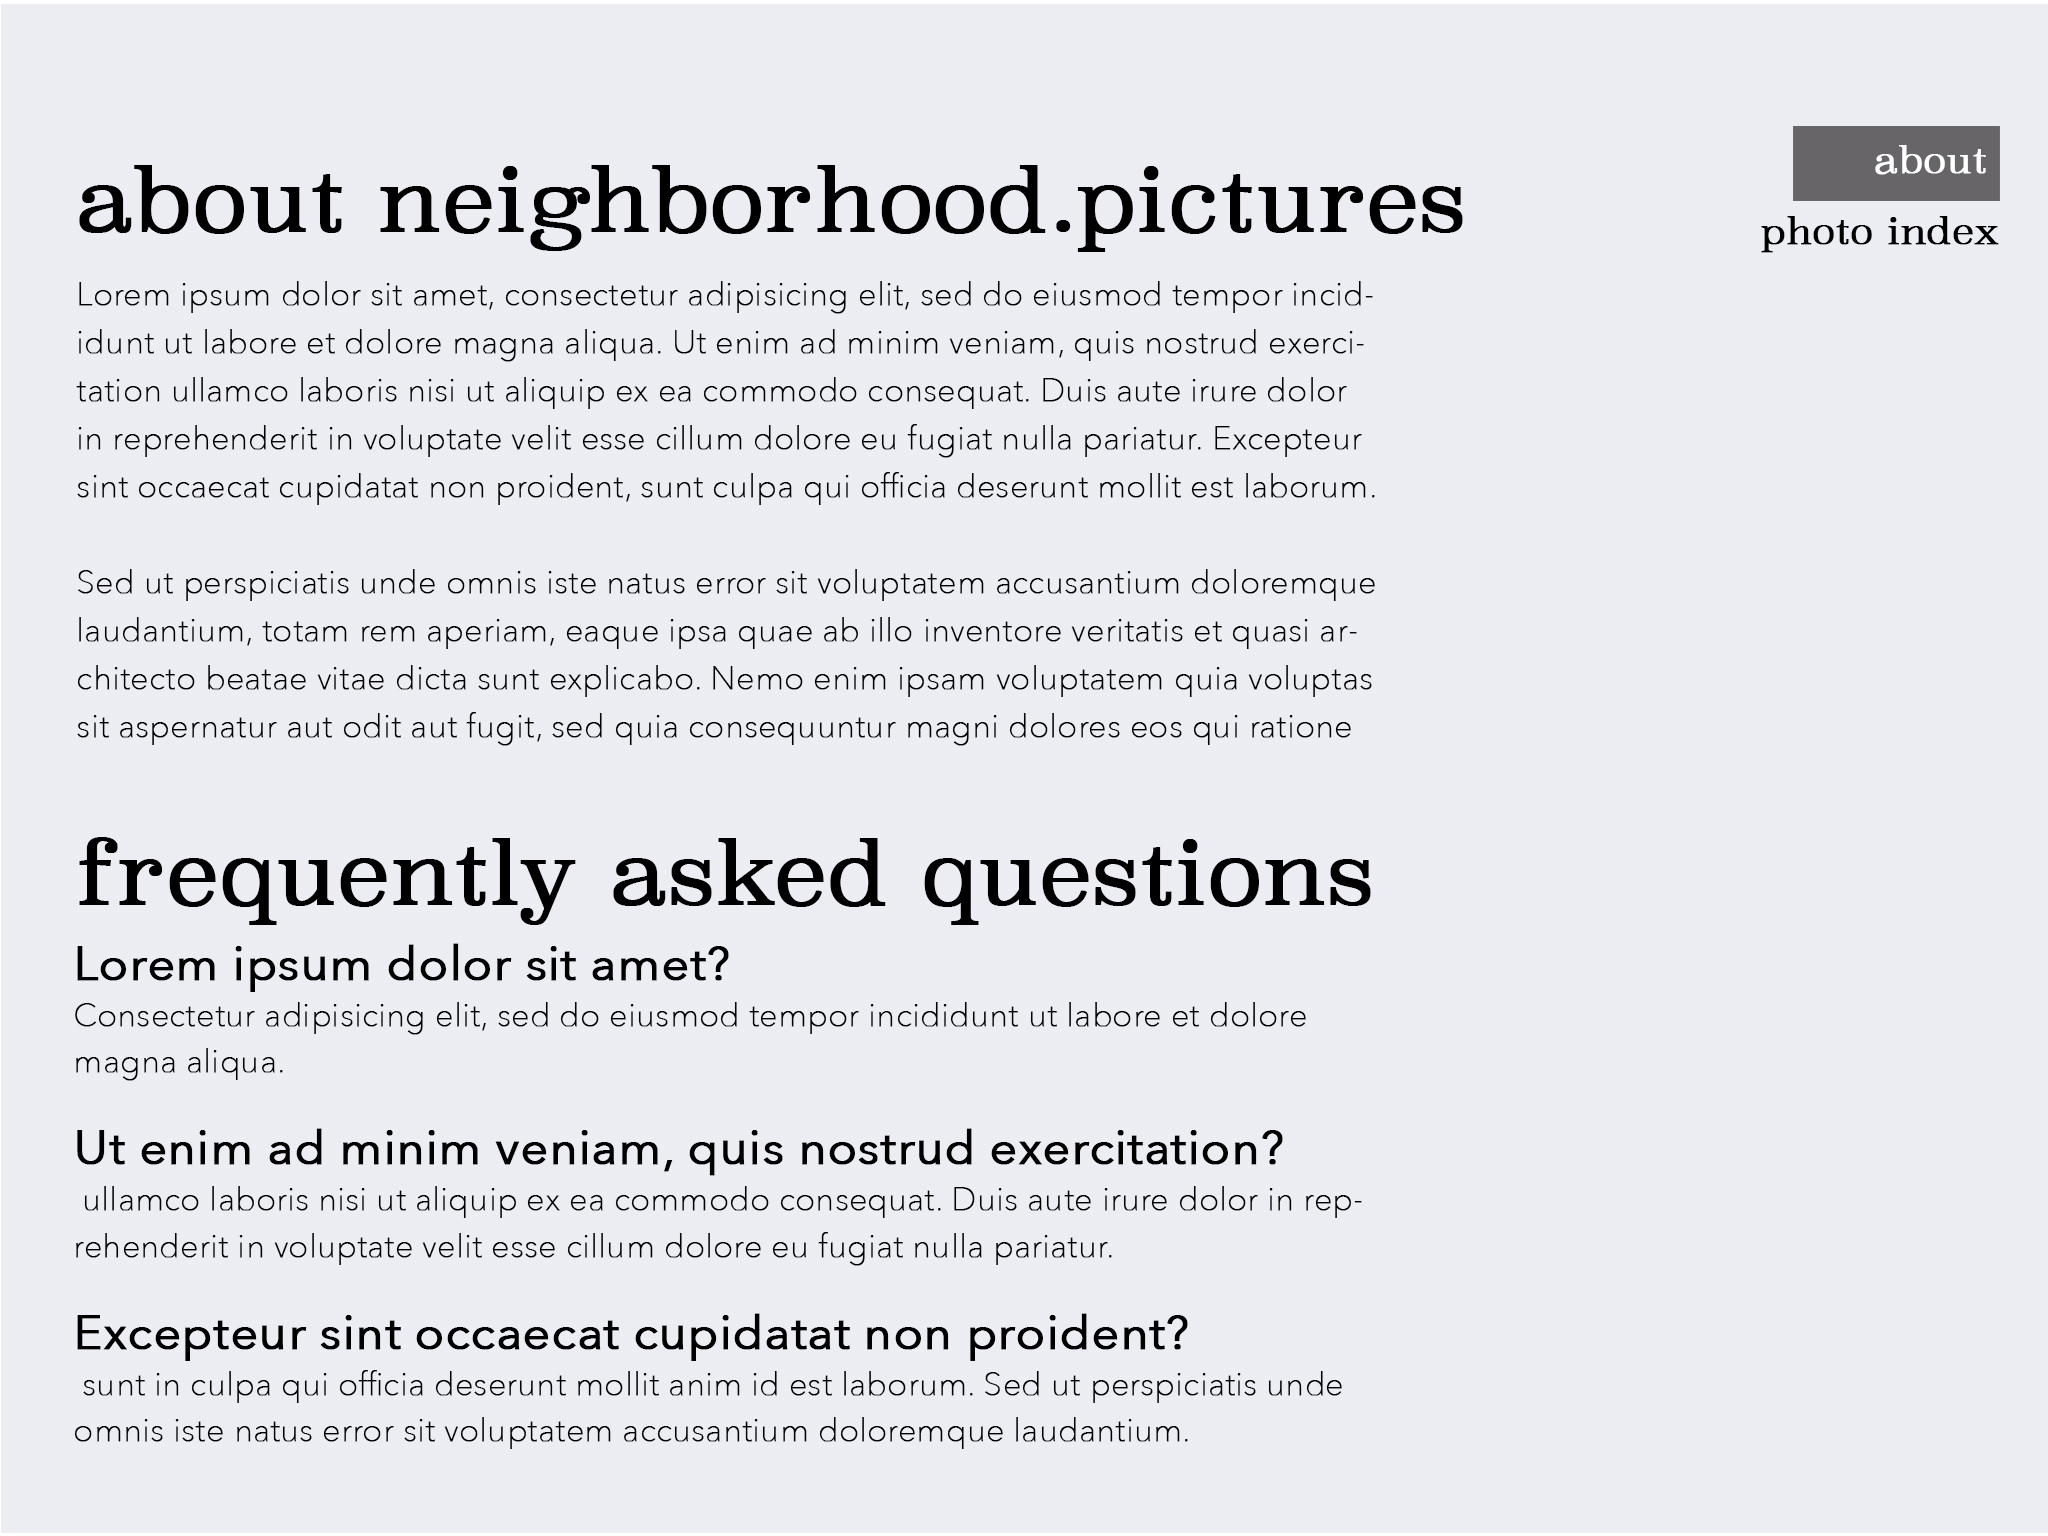 about neighborhood.pictures
about
photo index
Lorem ipsum dolor sit amet, consectetur adipisicing elit, sed do eiusmod tempor incid-
idunt ut labore et dolore magna aliqua. Ut enim ad minim veniam, quis nostrud exerci-
tation ullamco laboris nisi ut aliquip ex ea commodo consequat. Duis aute irure dolor
in reprehenderit in voluptate velit esse cillum dolore eu fugiat nulla pariatur. Excepteur
sint occaecat cupidatat non proident, sunt culpa qui officia deserunt mollit est laborum.
Sed ut perspiciatis unde omnis iste natus error sit voluptatem accusantium doloremque
laudantium, totam rem aperiam, eaque ipsa quae ab illo inventore veritatis et quasi ar-
chitecto beatae vitae dicta sunt explicabo. Nemo enim ipsam voluptatem quia voluptas
sit aspernatur aut odit aut fugit, sed quia consequuntur magni dolores eos qui ratione
frequently asked questions
Lorem ipsum dolor sit amet?
Consectetur adipisicing elit, sed do eiusmod tempor incididunt ut labore et dolore
magna aliqua.
Ut enim ad minim veniam, quis nostrud exercitation?
ullamco laboris nisi ut aliquip ex ea commodo consequat. Duis aute irure dolor in rep-
rehenderit in voluptate velit esse cillum dolore eu fugiat nulla pariatur.
Excepteur sint occaecat cupidatat non proident?
sunt in culpa qui officia deserunt mollit anim id est laborum. Sed ut perspiciatis unde
omnis iste natus error sit voluptatem accusantium doloremque laudantium.